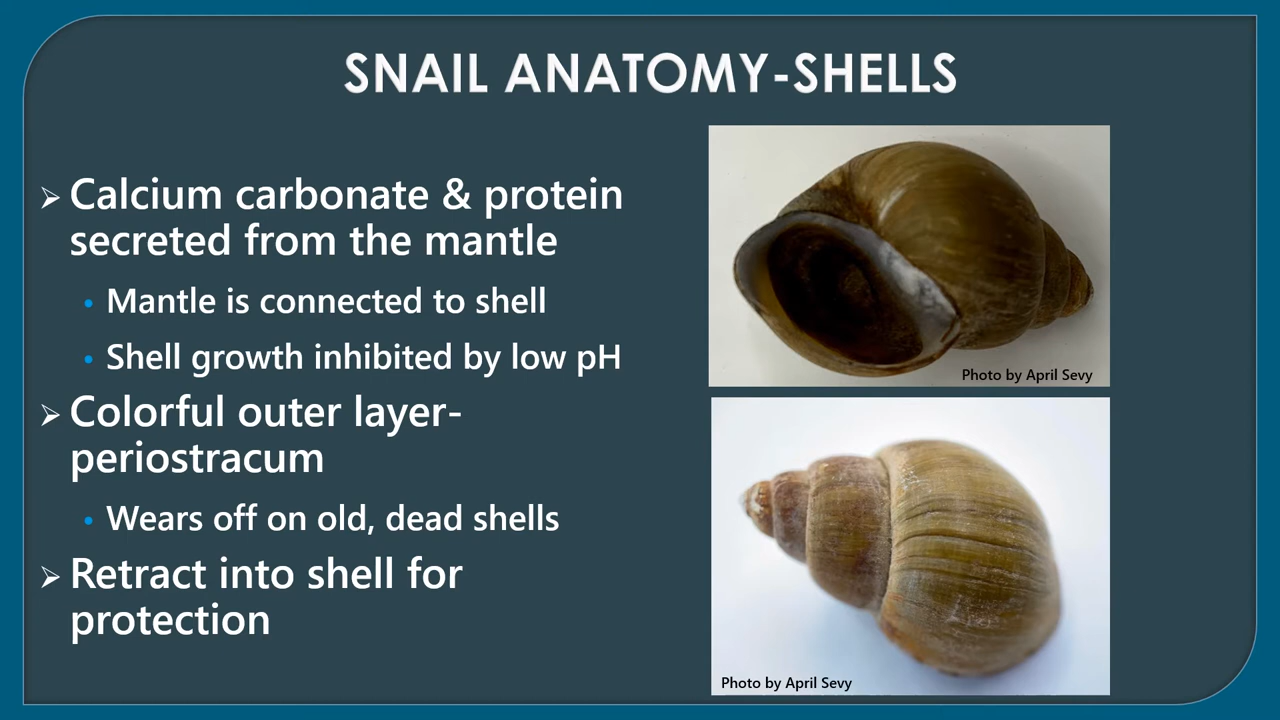 SNAIL ANATOMY-SHELLS
➢ Calcium carbonate & protein
secreted from the mantle
• Mantle is connected to shell
• Shell growth inhibited by low pH
➢ Colorful outer layer-
periostracum
• Wears off on old, dead shells
➢ Retract into shell for
protection
Photo by April Sevy
Photo by April Sevy